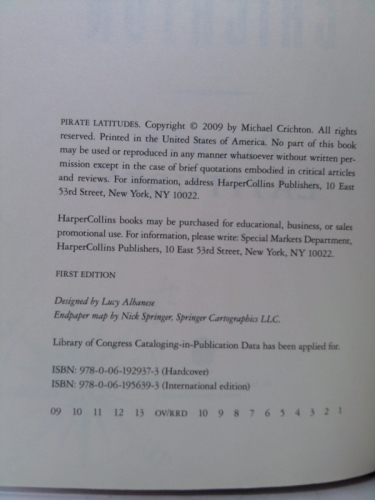 PIRATE LATITUDES. Copyright © 2009 by Michael Crichton. All rights
reserved. Printed in the United States of America. No part of this book
may be used or reproduced in any manner whatsoever without written per-
mission except in the case of brief quotations embodied in critical articles
and reviews. For information, address HarperCollins Publishers, 10 East
53rd Street, New York, NY 10022.
HarperCollins books may be purchased for educational, business, or sales
promotional use. For information, please write: Special Markets Department,
HarperCollins Publishers, 10 East 53rd Street, New York, NY 10022.
FIRST EDITION
Designed by Lucy Albanese
Endpaper map by Nick Springer, Springer Cartographics LLC.
Library of Congress Cataloging-in-Publication Data has been applied for.
ISBN: 978-0-06-192937-3 (Hardcover)
ISBN: 978-0-06-195639-3 (International edition)
09 10 11 12 13 OV/RRD 10 9 8 7 6 5 4 3 2 1